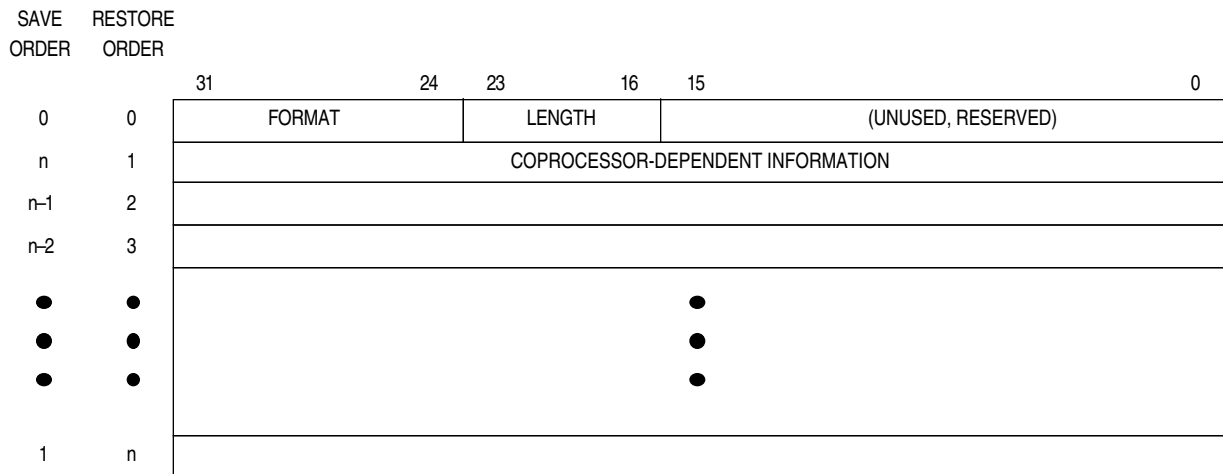 SAVE RESTORE
ORDER ORDER
31 24 23 16 15 0
0 0 FORMAT LENGTH (UNUSED, RESERVED)
n 1 COPROCESSOR-DEPENDENT INFORMATION
n–1 2
n–2 3
1 n